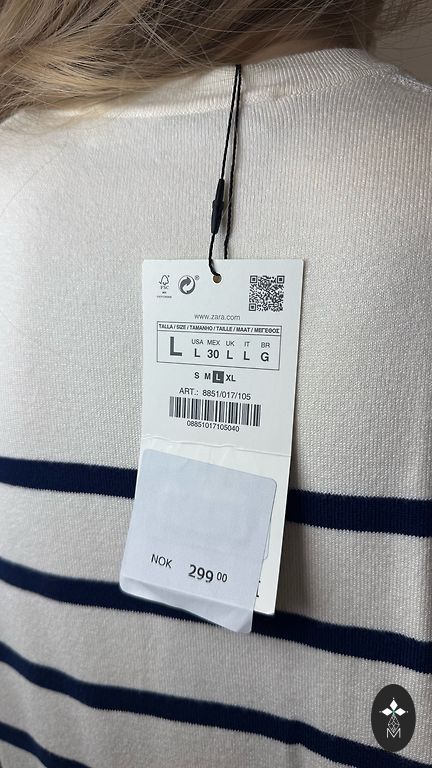 FSC
www.zara.com
TALLA / SIZE / TAMANHO / TAILLE / MAAT / ΜΕΓΕΘΟΣ
L USA MEX UK IT BR
L 30 L L G
S M L XL
ART.: 8851/017/105
08851017105040
NOK 299 00
M